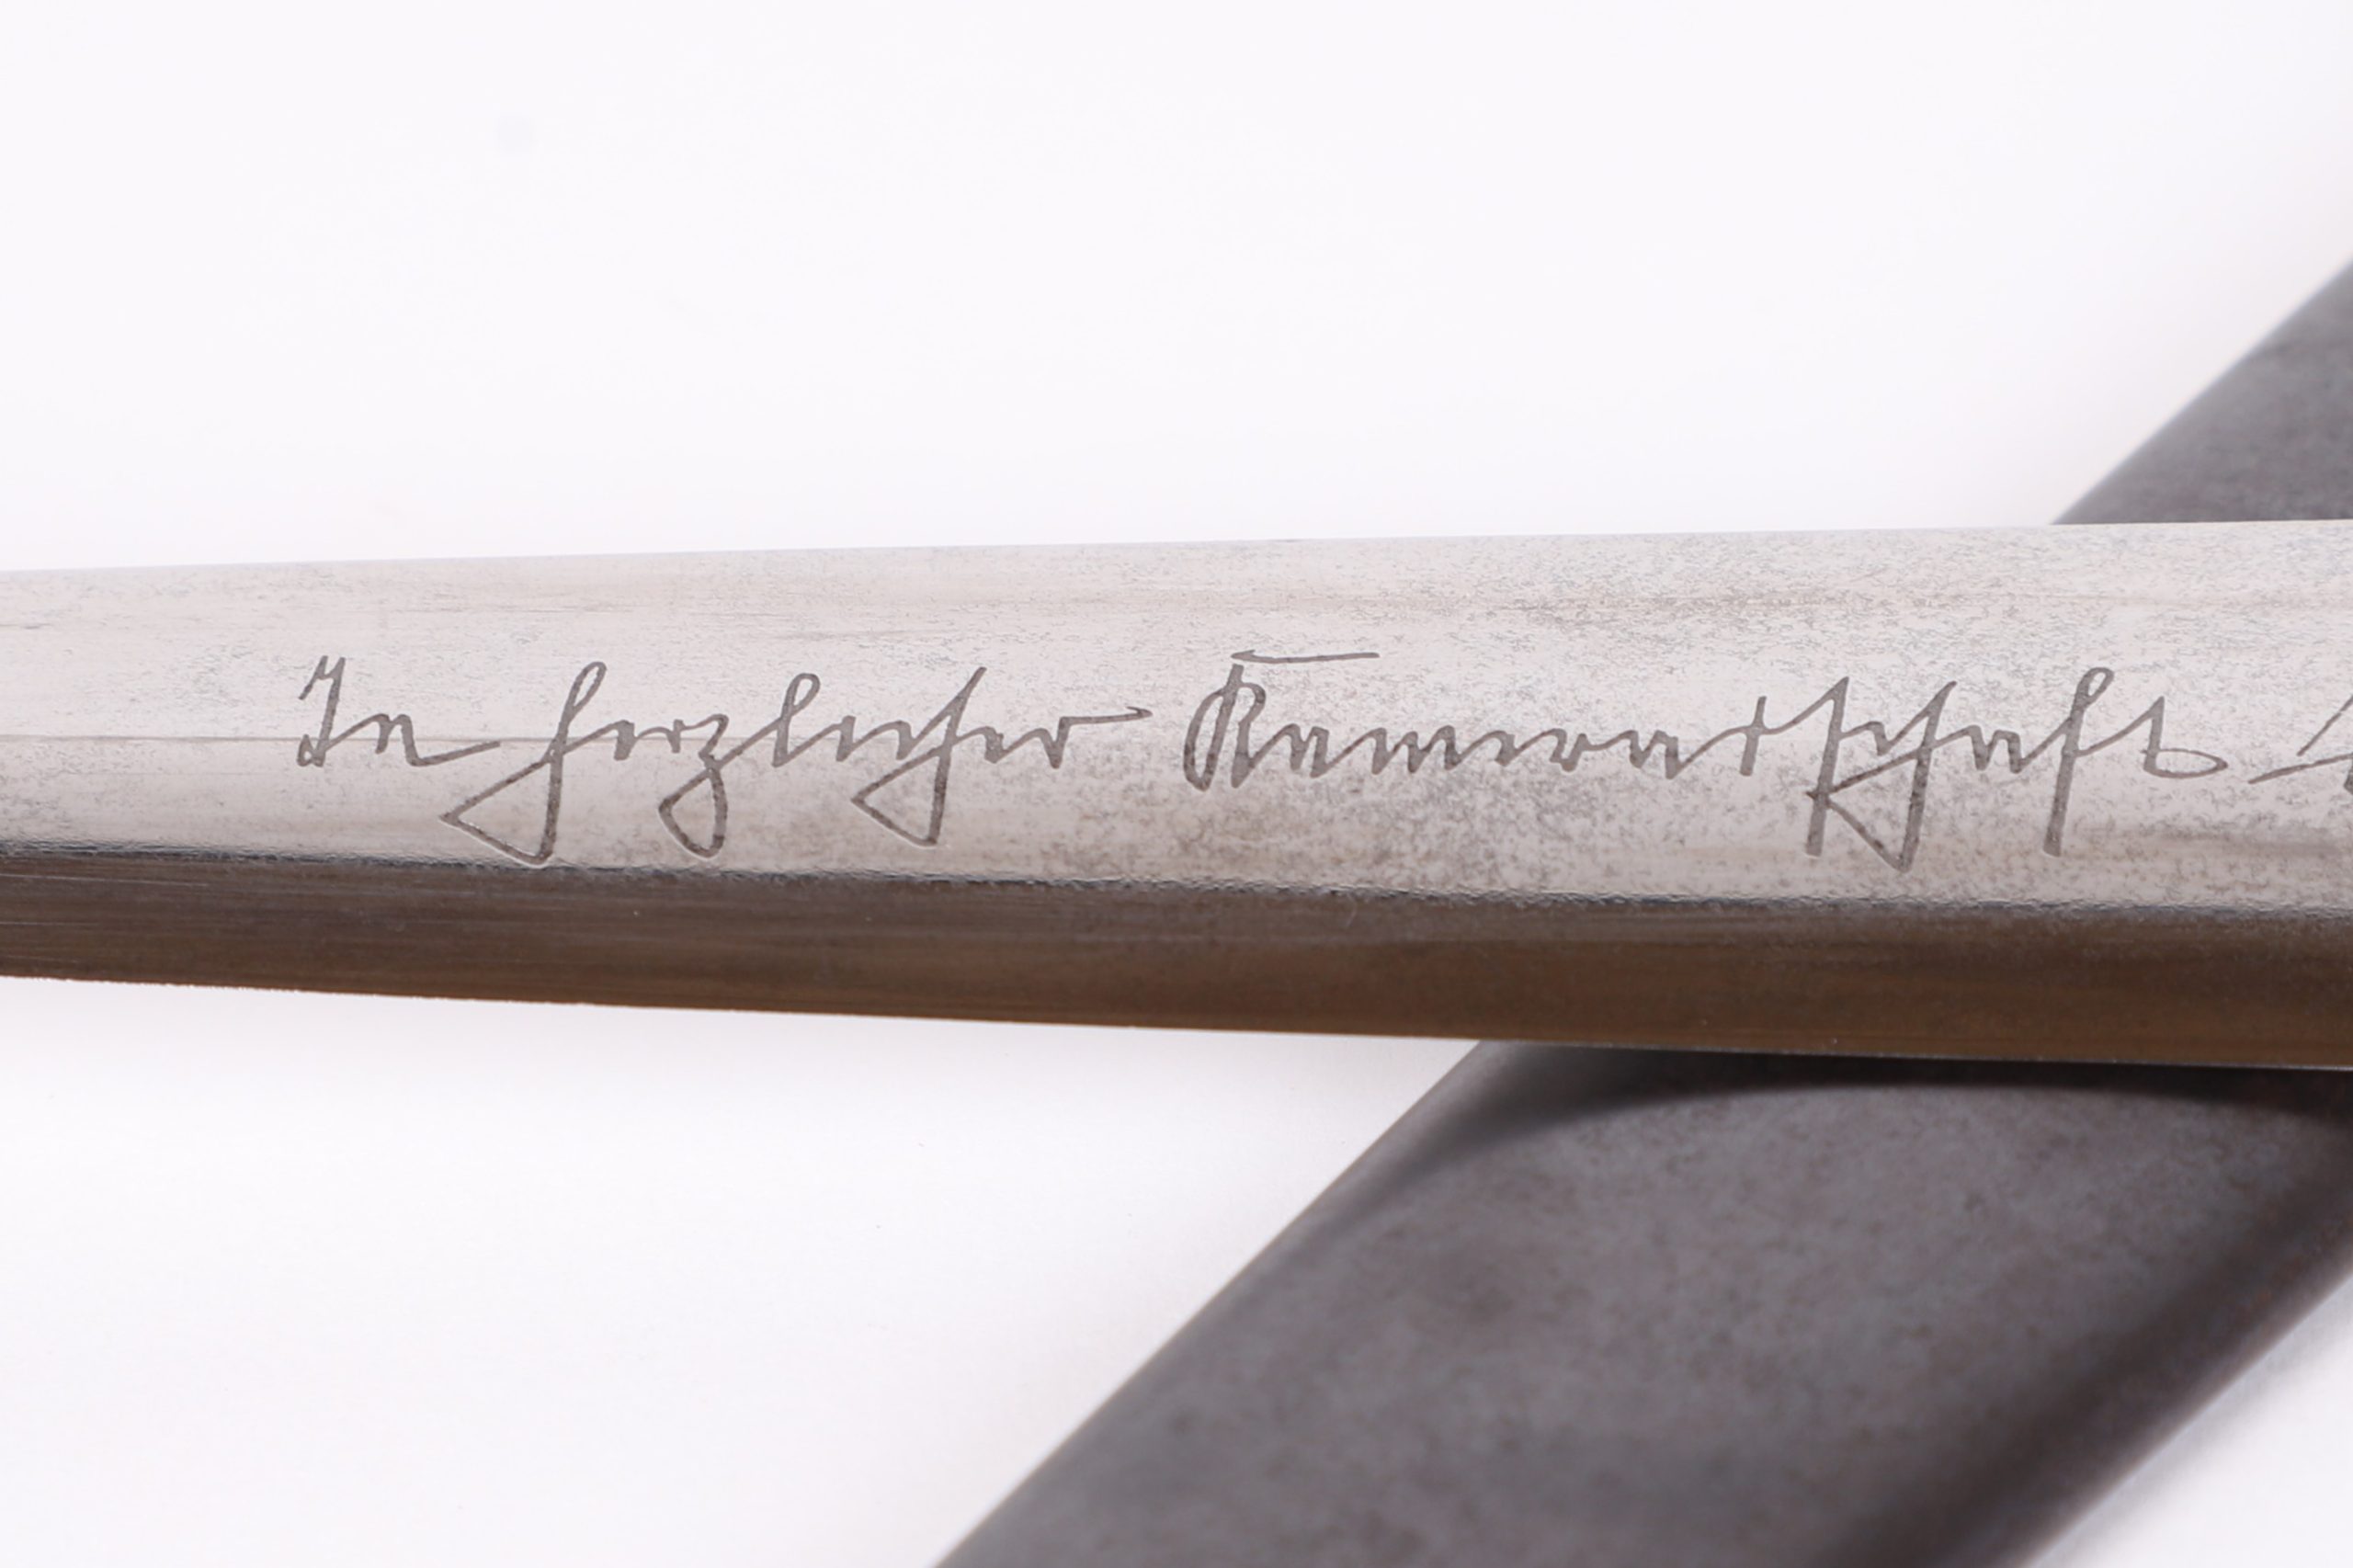 In herzlicher Kameradschaft